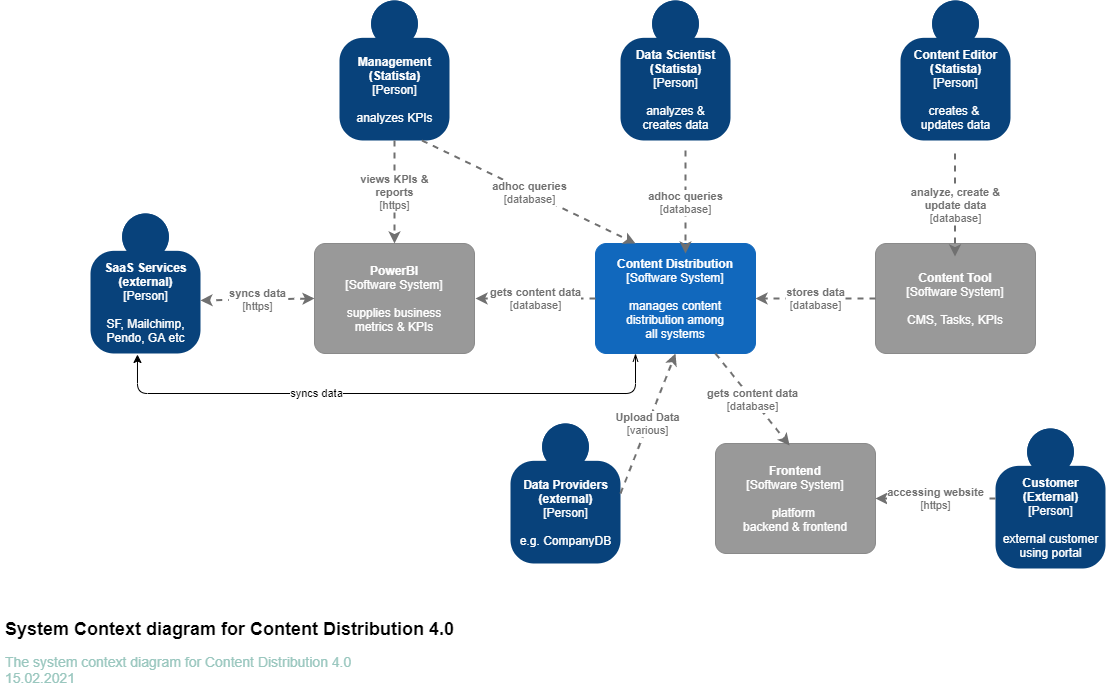 Management
(Statista)
[Person]
analyzes KPIs
Data Scientist
(Statista)
[Person]
analyzes &
creates data
Content Editor
(Statista)
[Person]
creates &
updates data
views KPIs &
reports
[https]
adhoc queries
[database]
adhoc queries
[database]
analyze, create &
update data
[database]
SaaS Services
(external)
[Person]
SF, Mailchimp,
Pendo, GA etc
syncs data
[https]
PowerBI
[Software System]
supplies business
metrics & KPIs
gets content data
[database]
Content Distribution
[Software System]
manages content
distribution among
all systems
stores data
[database]
Content Tool
[Software System]
CMS, Tasks, KPIs
syncs data
Upload Data
[various]
gets content data
[database]
Data Providers
(external)
[Person]
e.g. CompanyDB
Frontend
[Software System]
platform
backend & frontend
accessing website
[https]
Customer
(External)
[Person]
external customer
using portal
System Context diagram for Content Distribution 4.0
The system context diagram for Content Distribution 4.0
15.02.2021